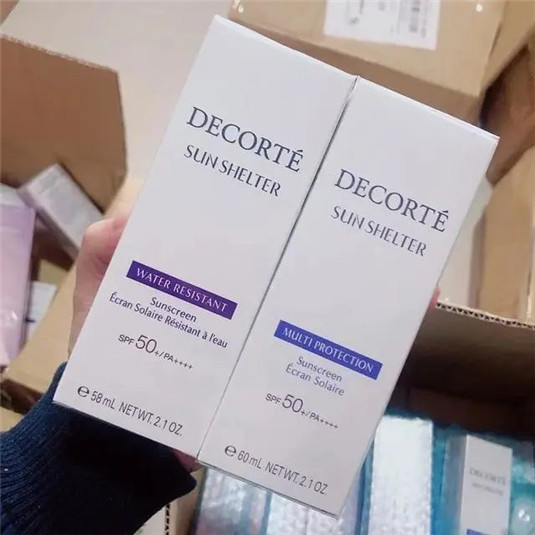 DECORTÉ
SUN SHELTER
WATER RESISTANT
Sunscreen
Écran Solaire Résistant à l'eau
SPF 50+/PA++++
℮ 58 mL NET WT. 2.1 OZ.
DECORTÉ
SUN SHELTER
MULTI PROTECTION
Sunscreen
Écran Solaire
SPF 50+/PA++++
℮ 60 mL NET WT. 2.1 OZ
DECORTÉ